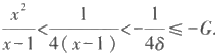 x²/(x-1) < 1/(4(x-1)) < -1/(4δ) ≤ -G.